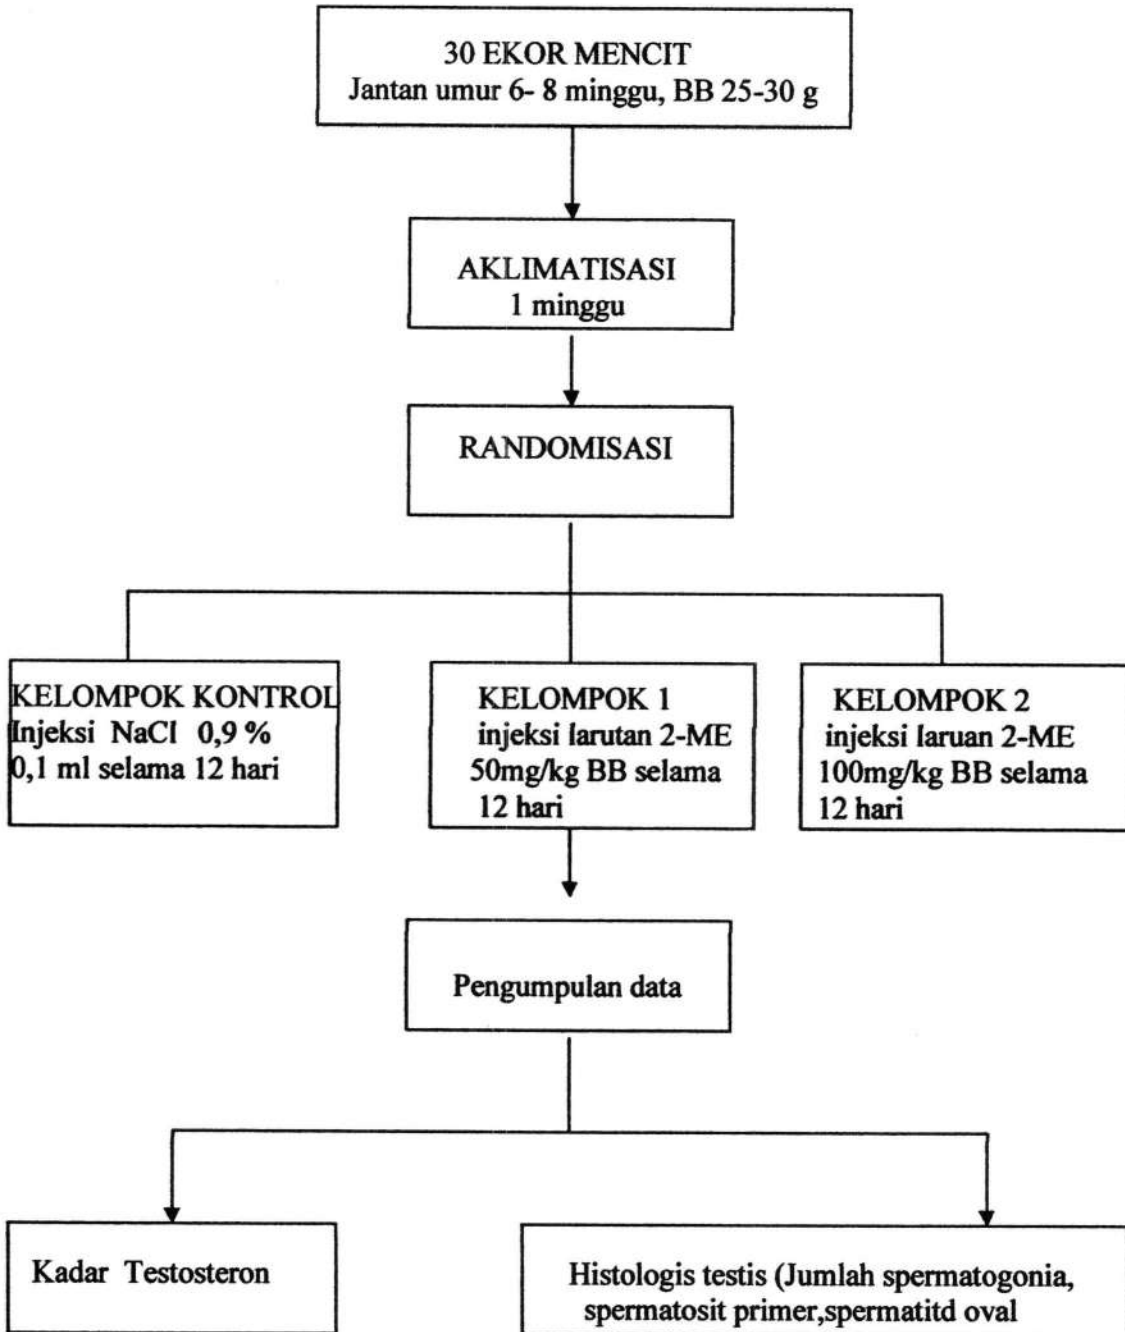 30 EKOR MENCIT
Jantan umur 6- 8 minggu, BB 25-30 g
AKLIMATISASI
1 minggu
RANDOMISASI
KELOMPOK KONTROL
Injeksi NaCl 0,9 %
0,1 ml selama 12 hari
KELOMPOK 1
injeksi larutan 2-ME
50mg/kg BB selama
12 hari
KELOMPOK 2
injeksi laruan 2-ME
100mg/kg BB selama
12 hari
Pengumpulan data
Kadar Testosteron
Histologis testis (Jumlah spermatogonia,
spermatosit primer,spermatitd oval